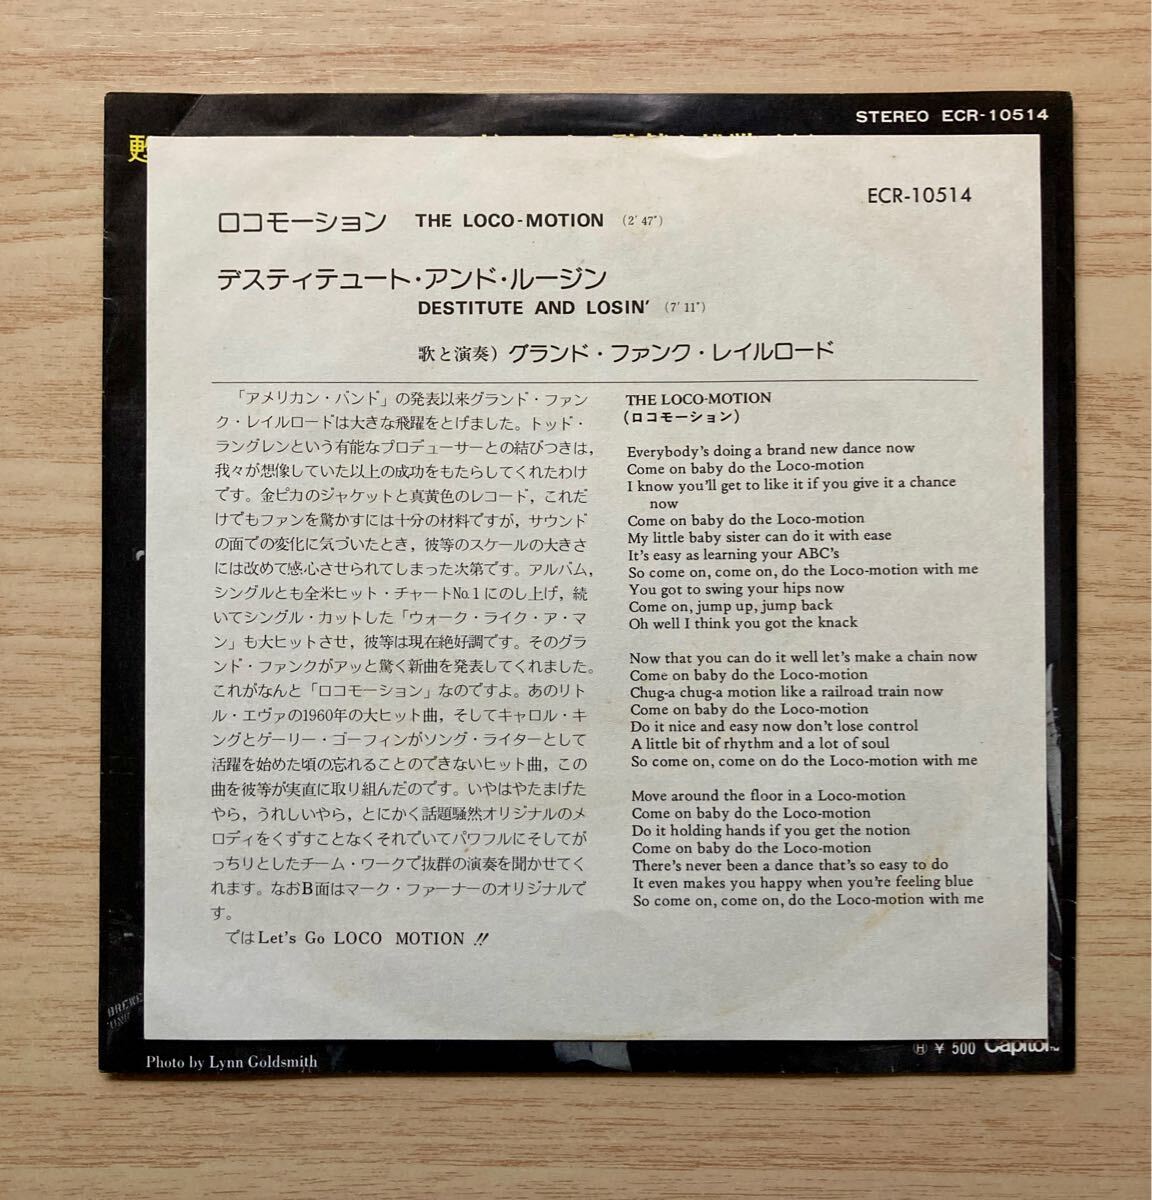 STEREO ECR-10514
ECR-10514
ロコモーション THE LOCO-MOTION (2′47″)
デスティテュート・アンド・ルージン
DESTITUTE AND LOSIN′ (7′11″)
歌と演奏) グランド・ファンク・レイルロード
「アメリカン・バンド」の発表以来グランド・ファン
ク・レイルロードは大きな飛躍をとげました。トッド・
ラングレンという有能なプロデューサーとの結びつきは,
我々が想像していた以上の成功をもたらしてくれたわけ
です。金ピカのジャケットと真黄色のレコード，これだ
けでもファンを驚かすには十分の材料ですが，サウンド
の面での変化に気づいたとき，彼等のスケールの大きさ
には改めて感心させられてしまった次第です。アルバム,
シングルとも全米ヒット・チャートNo.1にのし上げ，続
いてシングル・カットした「ウォーク・ライク・ア・マ
ン」も大ヒットさせ，彼等は現在絶好調です。そのグラ
ンド・ファンクがアッと驚く新曲を発表してくれました。
これがなんと「ロコモーション」なのですよ。あのリト
ル・エヴァの1960年の大ヒット曲，そしてキャロル・キ
ングとゲーリー・ゴーフィンがソング・ライターとして
活躍を始めた頃の忘れることのできないヒット曲，この
曲を彼等が実直に取り組んだのです。いやはやたまげた
やら，うれしいやら，とにかく話題騒然オリジナルのメ
ロディをくずすことなくそれでいてパワフルにそしてが
っちりとしたチーム・ワークで抜群の演奏を聞かせてく
れます。なおB面はマーク・ファーナーのオリジナルで
す。
ではLet's Go LOCO MOTION !!
THE LOCO-MOTION
(ロコモーション)
Everybody's doing a brand new dance now
Come on baby do the Loco-motion
I know you'll get to like it if you give it a chance
now
Come on baby do the Loco-motion
My little baby sister can do it with ease
It's easy as learning your ABC's
So come on, come on, do the Loco-motion with me
You got to swing your hips now
Come on, jump up, jump back
Oh well I think you got the knack
Now that you can do it well let's make a chain now
Come on baby do the Loco-motion
Chug-a chug-a motion like a railroad train now
Come on baby do the Loco-motion
Do it nice and easy now don't lose control
A little bit of rhythm and a lot of soul
So come on, come on do the Loco-motion with me
Move around the floor in a Loco-motion
Come on baby do the Loco-motion
Do it holding hands if you get the notion
Come on baby do the Loco-motion
There's never been a dance that's so easy to do
It even makes you happy when you're feeling blue
So come on, come on, do the Loco-motion with me
Photo by Lynn Goldsmith
Ⓗ ¥ 500 Capitol